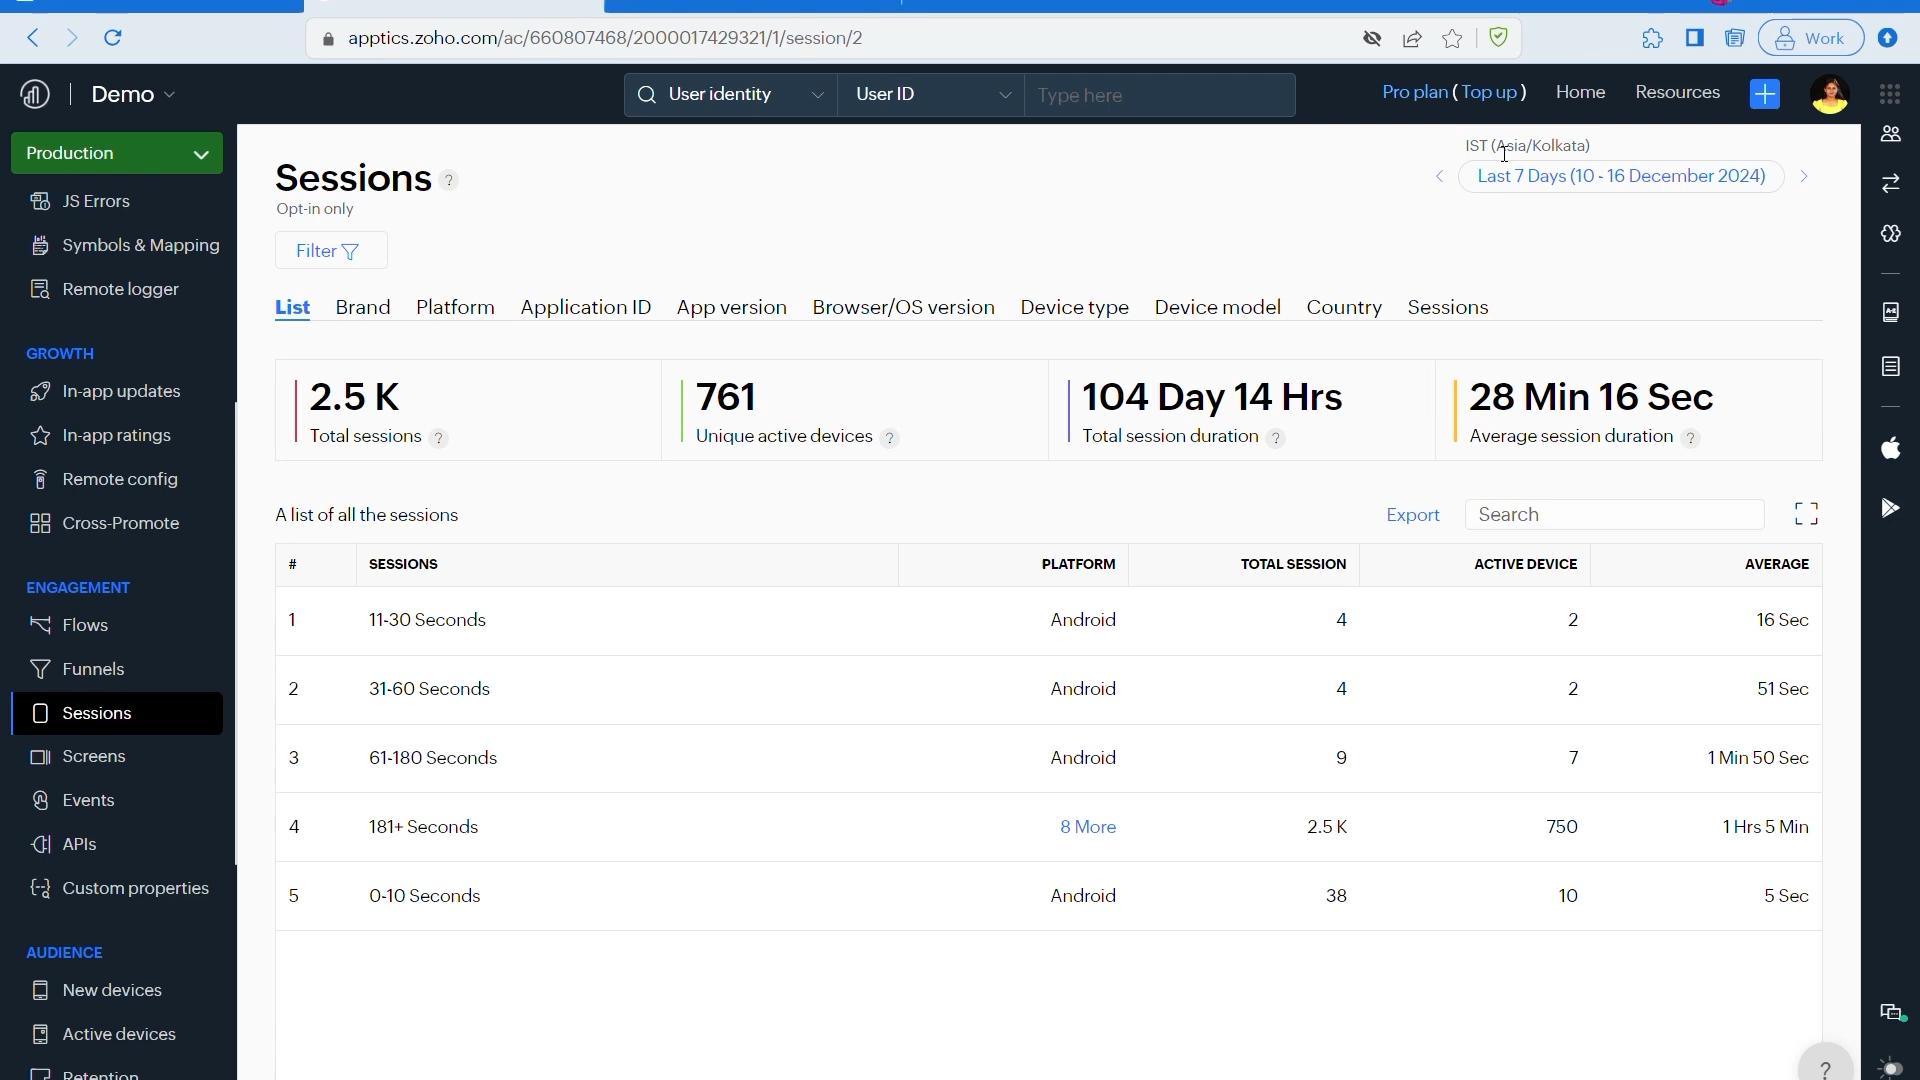 apptics.zoho.com/ac/660807468/2000017429321/1/session/2
Work
Demo
User identity
User ID
Type here
Pro plan ( Top up )
Home
Resources
Production
JS Errors
Symbols & Mapping
Remote logger
GROWTH
In-app updates
In-app ratings
Remote config
Cross-Promote
ENGAGEMENT
Flows
Funnels
Sessions
Screens
Events
APIs
Custom properties
AUDIENCE
New devices
Active devices
Retention
Sessions ?
Opt-in only
IST (Asia/Kolkata)
Last 7 Days (10 - 16 December 2024)
Filter
List Brand Platform Application ID App version Browser/OS version Device type Device model Country Sessions
2.5 K
Total sessions ?
761
Unique active devices ?
104 Day 14 Hrs
Total session duration ?
28 Min 16 Sec
Average session duration ?
A list of all the sessions
Export
Search
# SESSIONS PLATFORM TOTAL SESSION ACTIVE DEVICE AVERAGE
1 11-30 Seconds Android 4 2 16 Sec
2 31-60 Seconds Android 4 2 51 Sec
3 61-180 Seconds Android 9 7 1 Min 50 Sec
4 181+ Seconds 8 More 2.5 K 750 1 Hrs 5 Min
5 0-10 Seconds Android 38 10 5 Sec
?